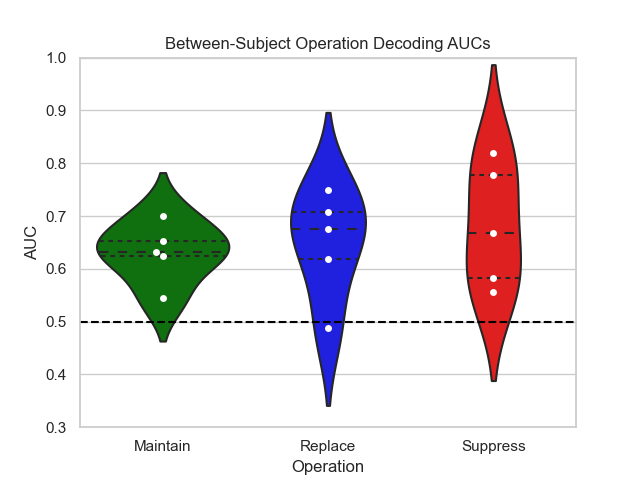 Between-Subject Operation Decoding AUCs
1.0
0.9
0.8
0.7
0.6
0.5
0.4
0.3
AUC
Maintain
Replace
Suppress
Operation